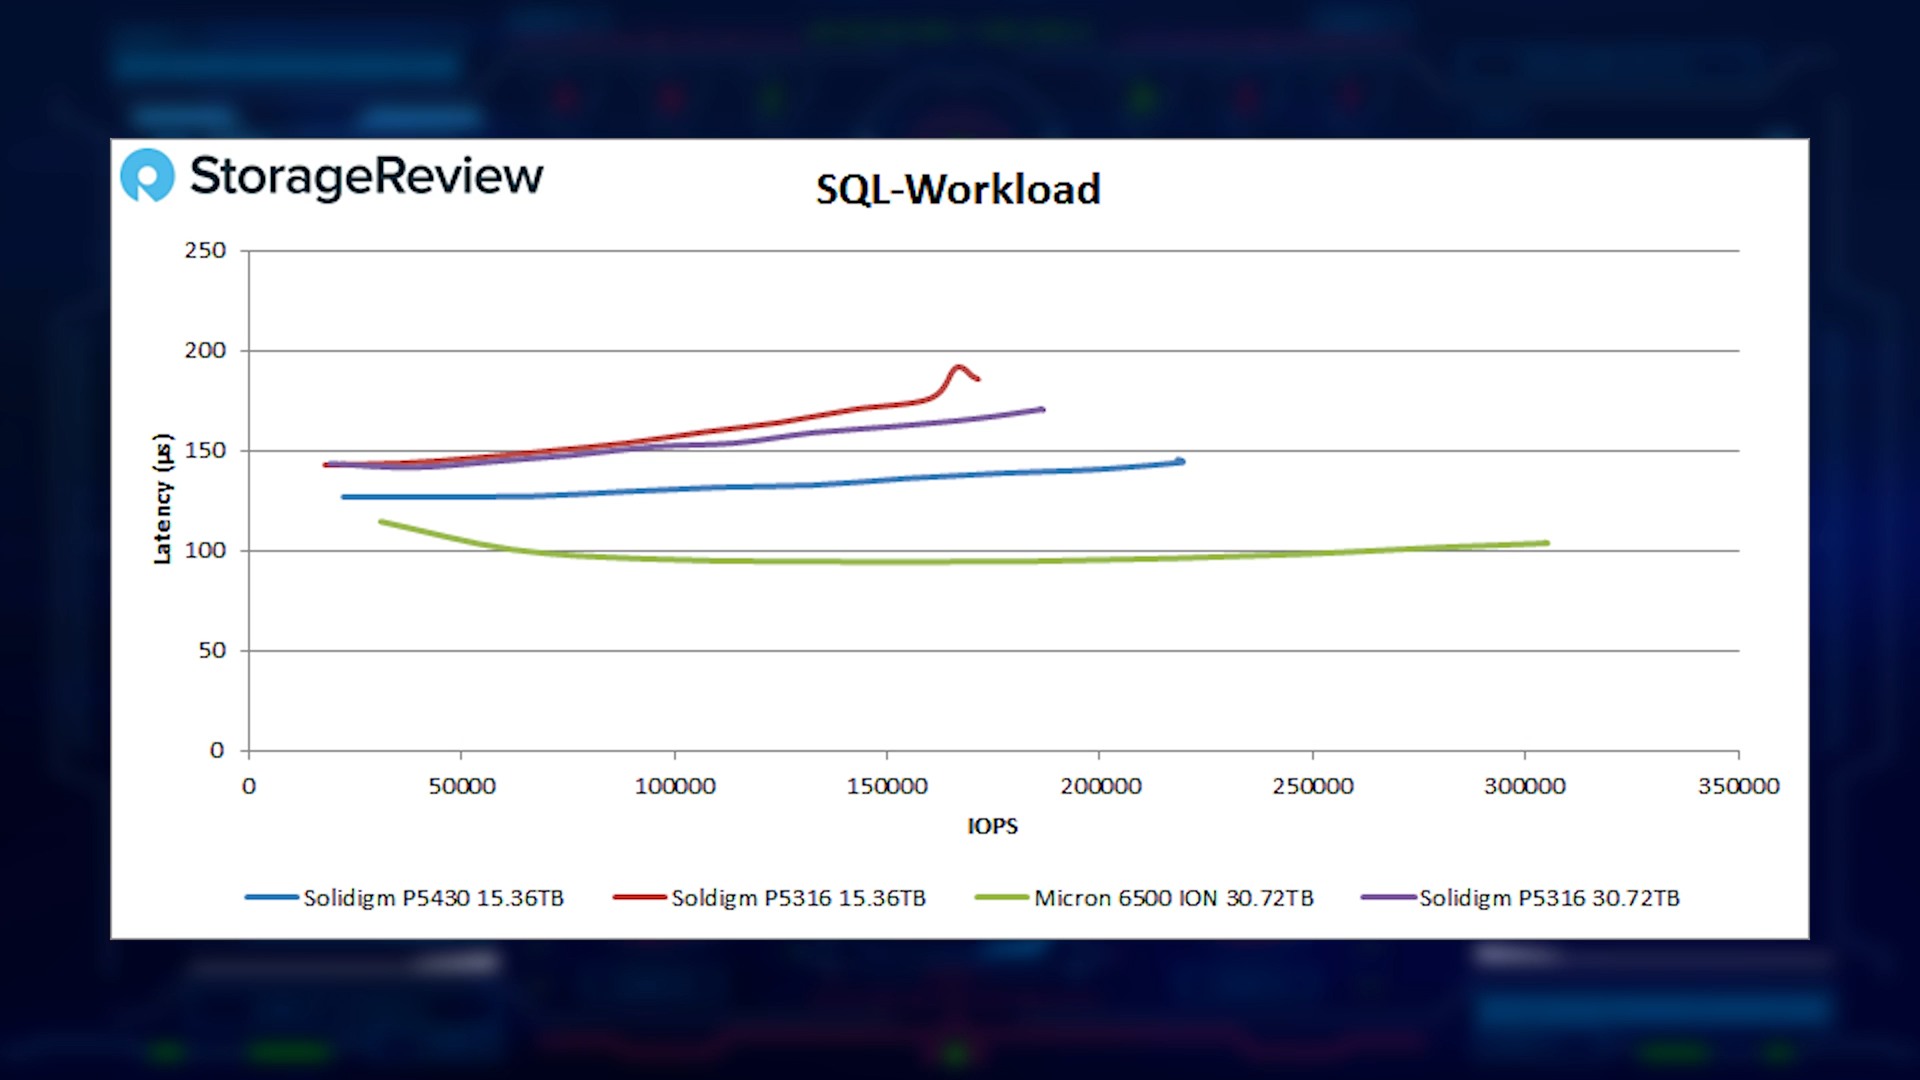 StorageReview
SQL-Workload
250
200
150
100
50
0
Latency (µs)
0 50000 100000 150000 200000 250000 300000 350000
IOPS
Solidigm P5430 15.36TB Soldigm P5316 15.36TB Micron 6500 ION 30.72TB Solidigm P5316 30.72TB